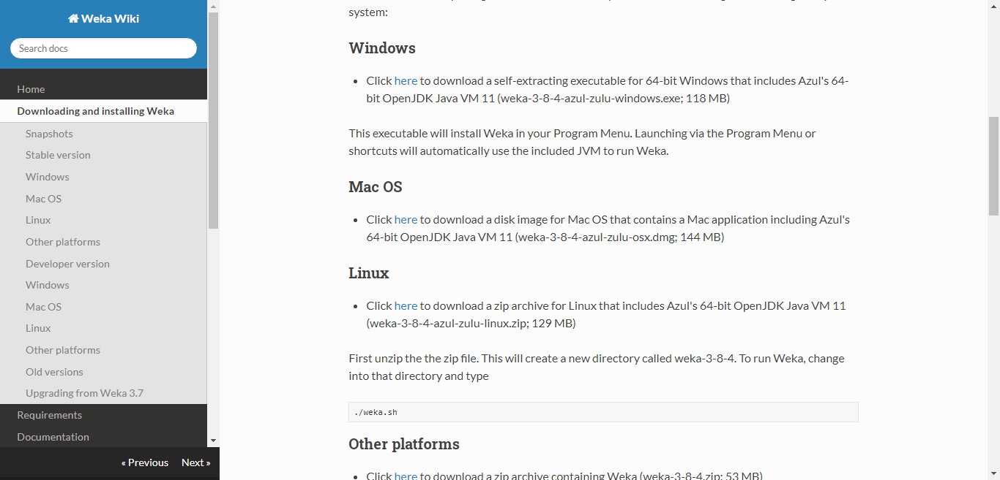 Weka Wiki
Search docs
Home
Downloading and installing Weka
Snapshots
Stable version
Windows
Mac OS
Linux
Other platforms
Developer version
Windows
Mac OS
Linux
Other platforms
Old versions
Upgrading from Weka 3.7
Requirements
Documentation
« Previous Next »
system:
Windows
• Click here to download a self-extracting executable for 64-bit Windows that includes Azul's 64-
bit OpenJDK Java VM 11 (weka-3-8-4-azul-zulu-windows.exe; 118 MB)
This executable will install Weka in your Program Menu. Launching via the Program Menu or
shortcuts will automatically use the included JVM to run Weka.
Mac OS
• Click here to download a disk image for Mac OS that contains a Mac application including Azul's
64-bit OpenJDK Java VM 11 (weka-3-8-4-azul-zulu-osx.dmg; 144 MB)
Linux
• Click here to download a zip archive for Linux that includes Azul's 64-bit OpenJDK Java VM 11
(weka-3-8-4-azul-zulu-linux.zip; 129 MB)
First unzip the the zip file. This will create a new directory called weka-3-8-4. To run Weka, change
into that directory and type
./weka.sh
Other platforms
• Click here to download a zip archive containing Weka (weka-3-8-4.zip; 53 MB)